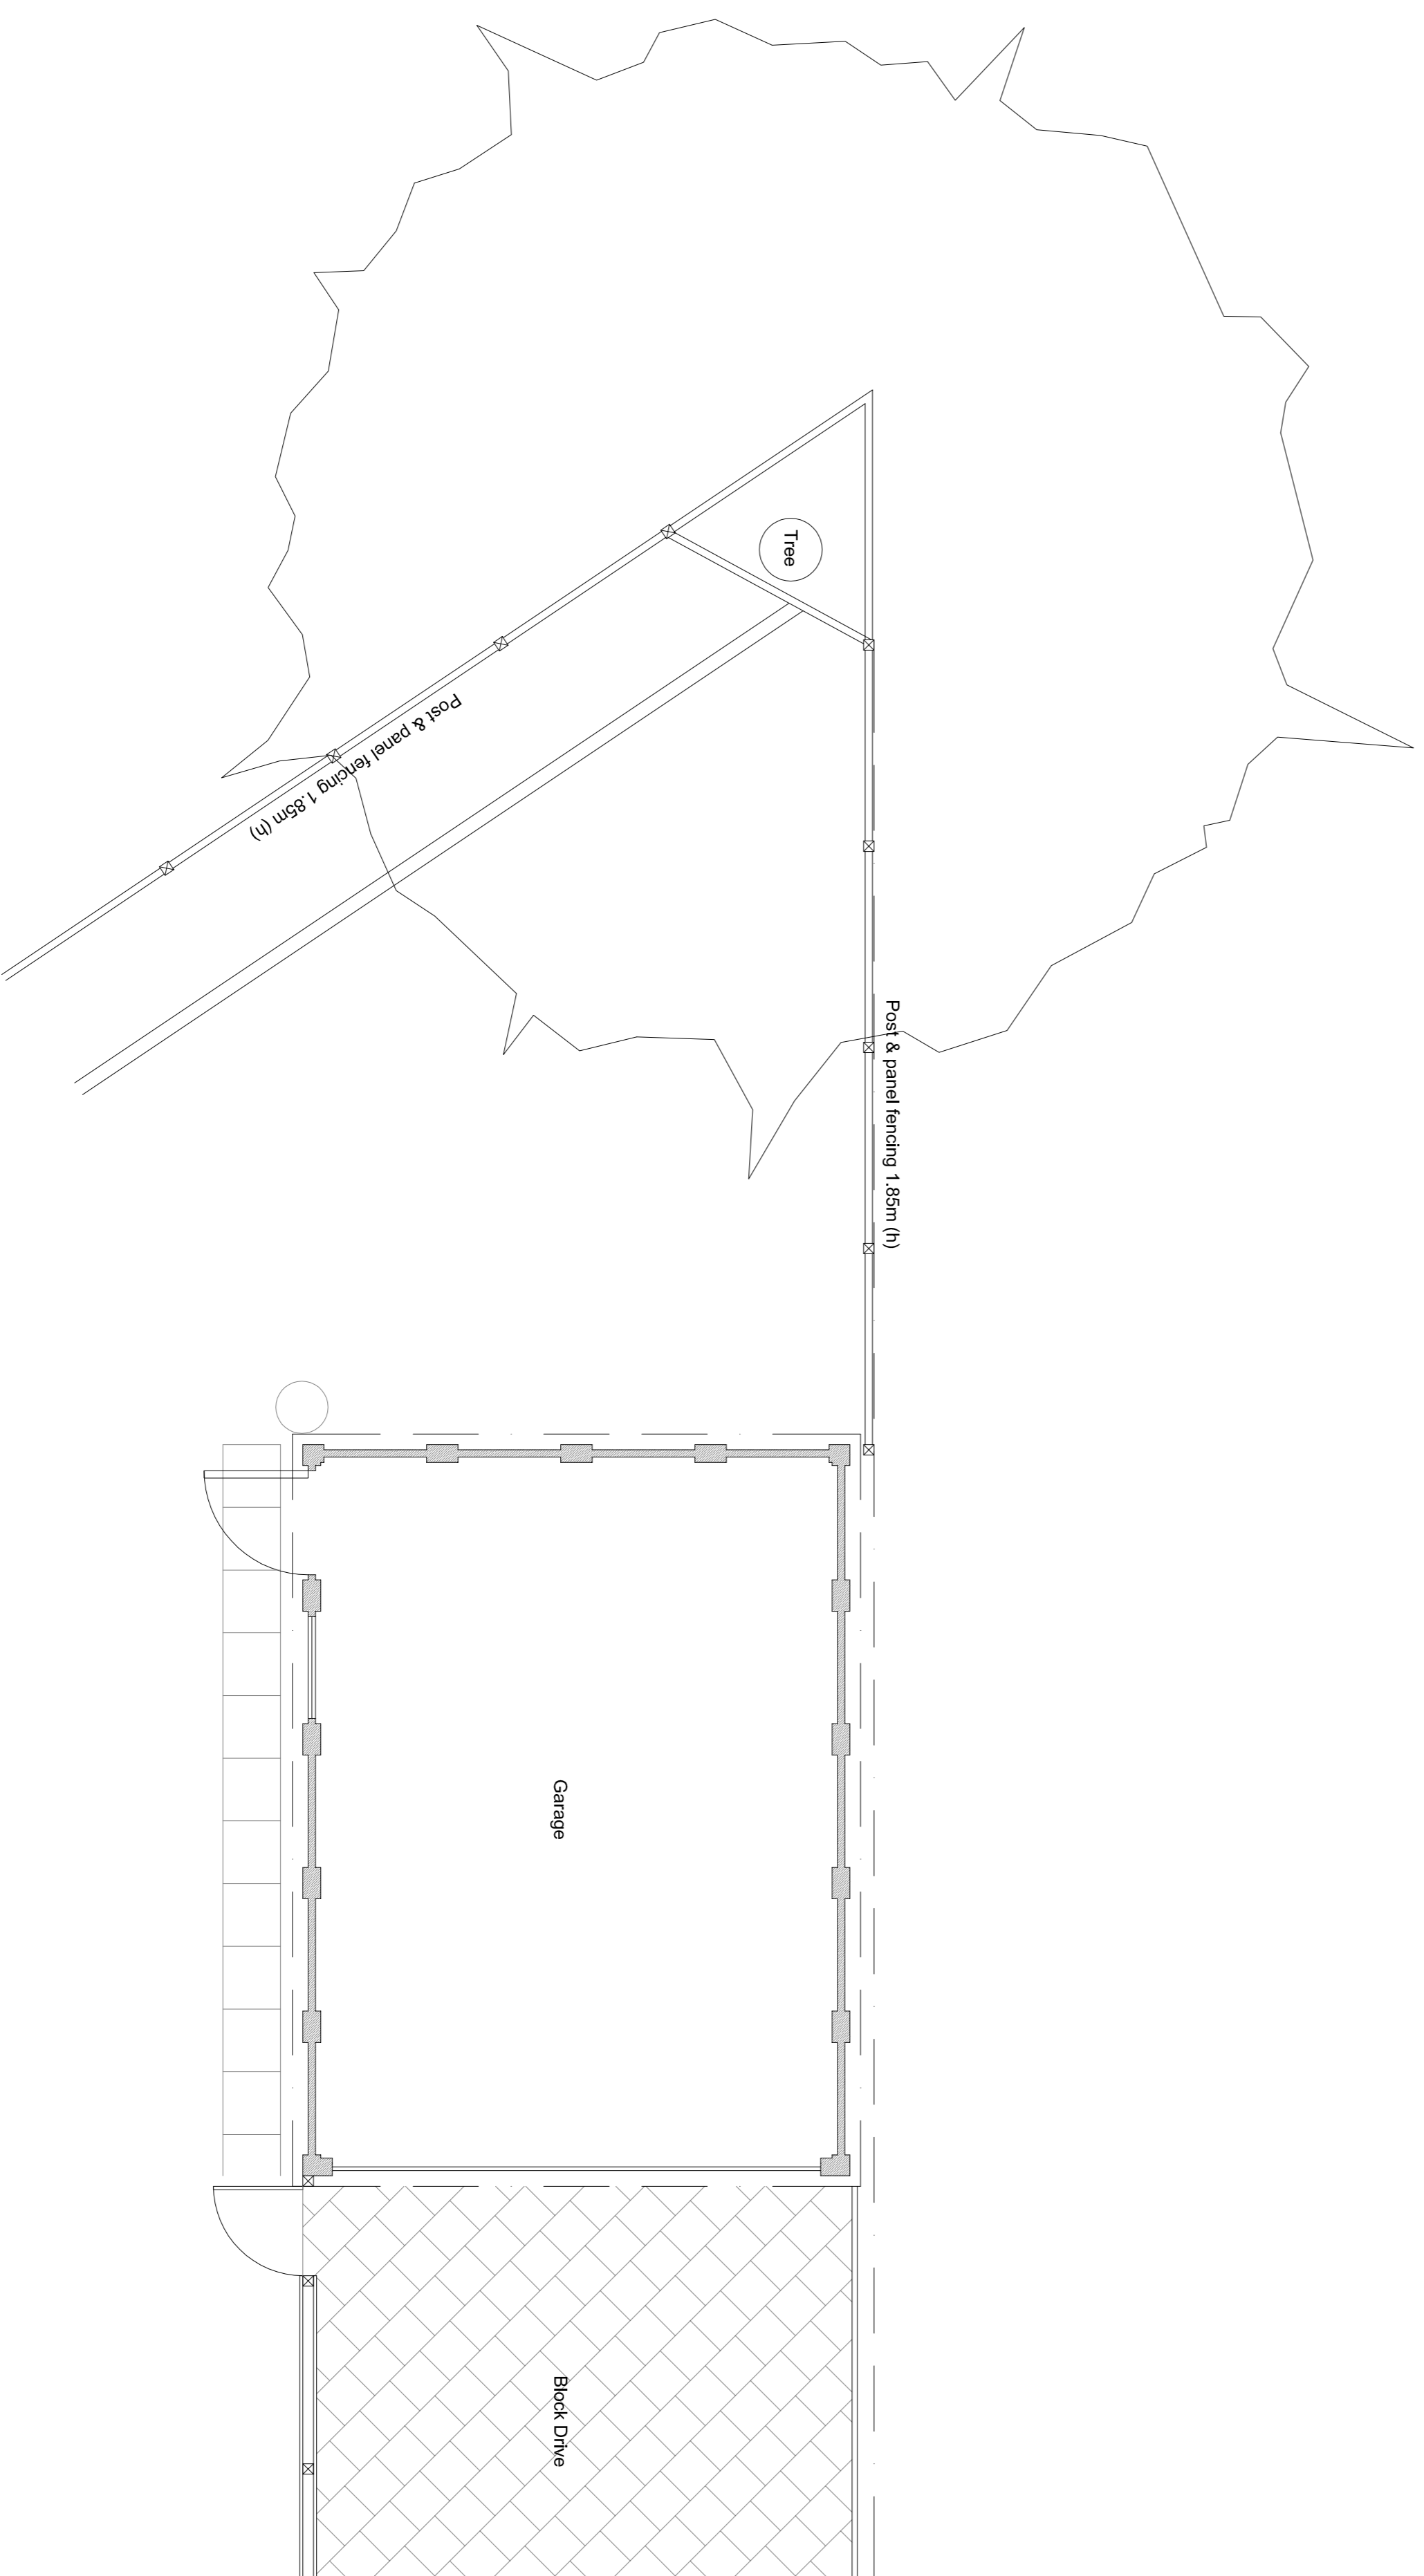 Tree
Post & panel fencing 1.85m (h)
Post & panel fencing 1.85m (h)
Garage
Block Drive